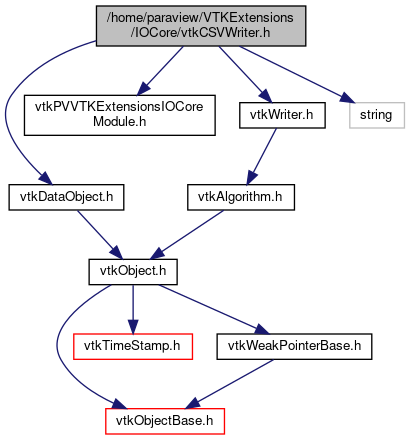 /home/paraview/VTKExtensions
/IOCore/vtkCSVWriter.h
vtkPVVTKExtensionsIOCore
Module.h
vtkWriter.h
string
vtkDataObject.h
vtkAlgorithm.h
vtkObject.h
vtkTimeStamp.h
vtkWeakPointerBase.h
vtkObjectBase.h